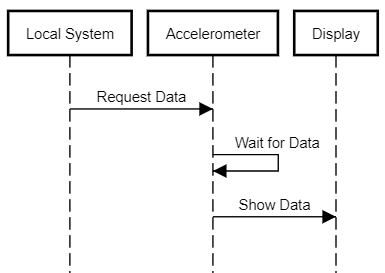 Local System
Accelerometer
Display
Request Data
Wait for Data
Show Data